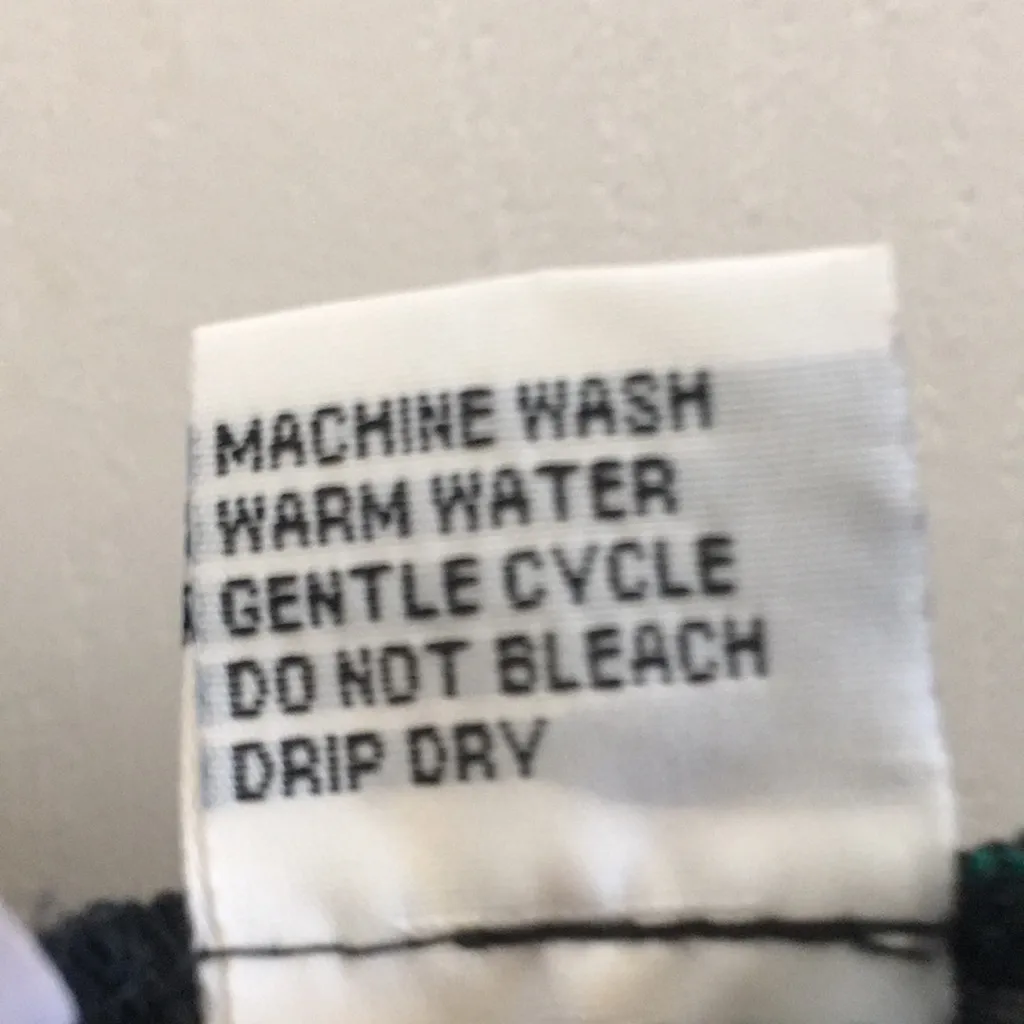 MACHINE WASH
WARM WATER
GENTLE CYCLE
DO NOT BLEACH
DRIP DRY